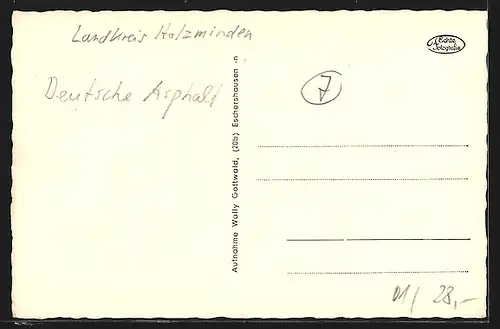 Landkreis Holzminden
Echte
Fotografie
Deutsche Asphalt
7
Aufnahme Wally Gottwald, (20b) Eschershausen
01/ 28,-